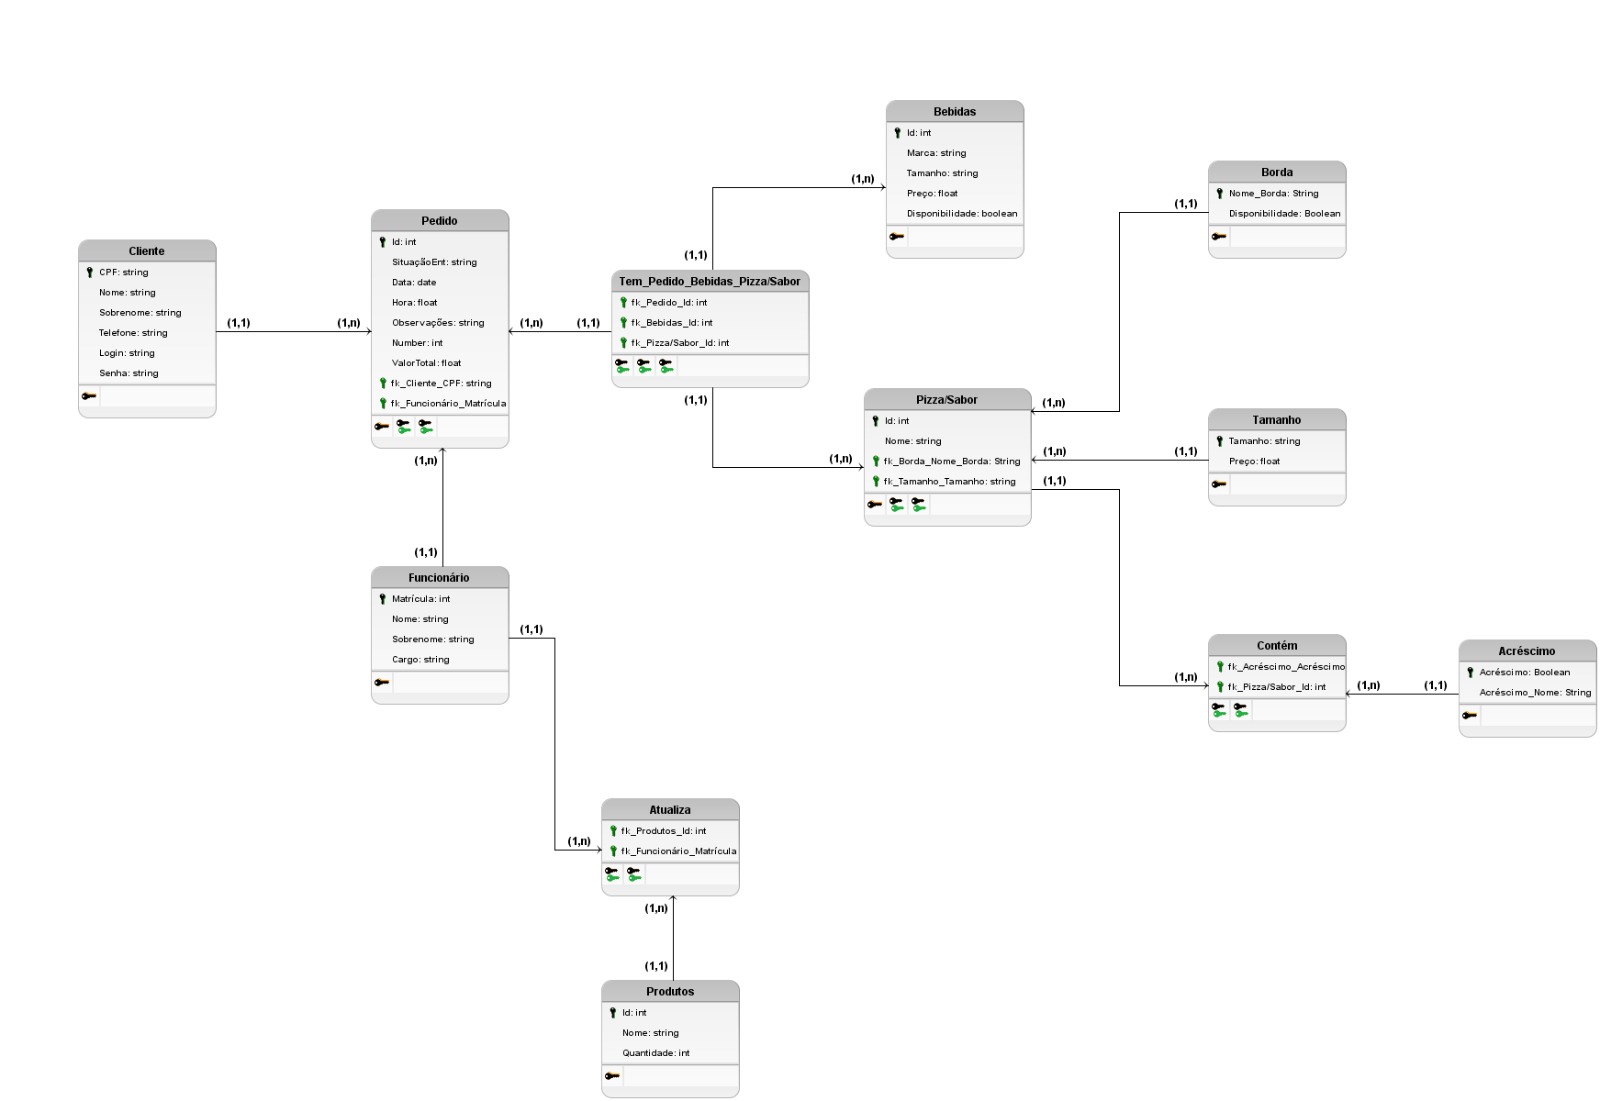 Bebidas
Id: int
Marca: string
Tamanho: string
Preço: float
Disponibilidade: boolean
(1,n)
(1,1)
Borda
Nome_Borda: String
Disponibilidade: Boolean
(1,1)
(1,n)
Pedido
Id: int
SituaçãoEnt: string
Data: date
Hora: float
Observações: string
Number: int
ValorTotal: float
fk_Cliente_CPF: string
fk_Funcionário_Matrícula
Cliente
CPF: string
Nome: string
Sobrenome: string
Telefone: string
Login: string
Senha: string
(1,1)
(1,n)
Tem_Pedido_Bebidas_Pizza/Sabor
fk_Pedido_Id: int
fk_Bebidas_Id: int
fk_Pizza/Sabor_Id: int
(1,n)
(1,1)
(1,1)
(1,n)
Pizza/Sabor
Id: int
Nome: string
fk_Borda_Nome_Borda: String
fk_Tamanho_Tamanho: string
Tamanho
Tamanho: string
Preço: float
(1,n)
(1,1)
(1,1)
(1,n)
(1,n)
(1,1)
Funcionário
Matrícula: int
Nome: string
Sobrenome: string
Cargo: string
(1,1)
(1,n)
Contém
fk_Acréscimo_Acréscimo
fk_Pizza/Sabor_Id: int
(1,n)
(1,1)
Acréscimo
Acréscimo: Boolean
Acréscimo_Nome: String
Atualiza
fk_Produtos_Id: int
fk_Funcionário_Matrícula
(1,n)
(1,1)
Produtos
Id: int
Nome: string
Quantidade: int